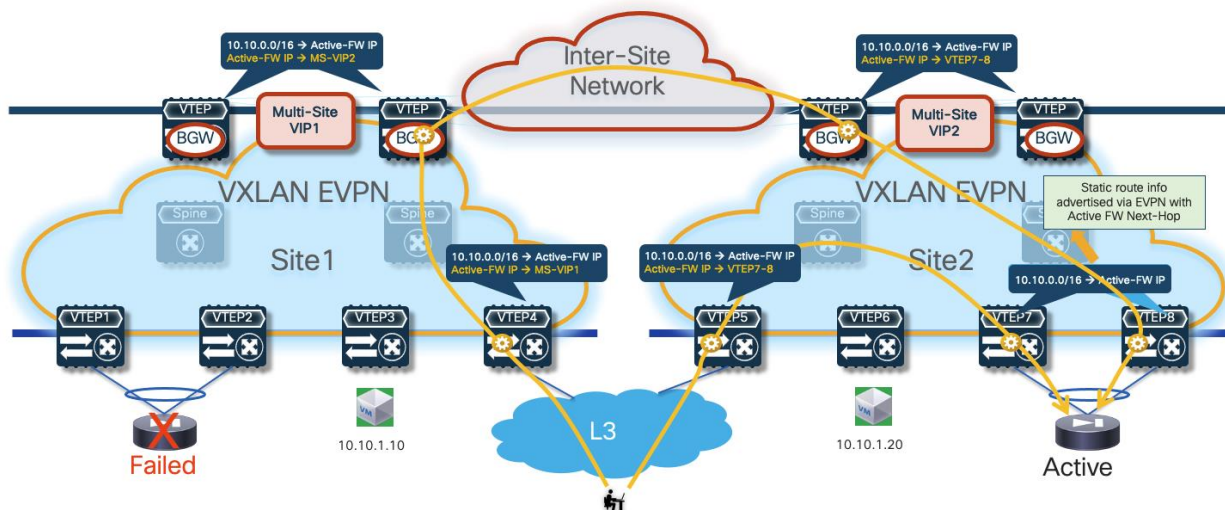 10.10.0.0/16 → Active-FW IP
Active-FW IP → MS-VIP2
Inter-Site
Network
10.10.0.0/16 → Active-FW IP
Active-FW IP → VTEP7-8
VTEP
Multi-Site
VIP1
VTEP
VTEP
Multi-Site
VIP2
VTEP
BGW
BGW
BGW
BGW
VXLAN EVPN
VXLAN EVPN
Static route info
advertised via EVPN with
Active FW Next-Hop
Spine
Spine
Spine
Spine
Site1
Site2
10.10.0.0/16 → Active-FW IP
Active-FW IP → MS-VIP1
10.10.0.0/16 → Active-FW IP
Active-FW IP → VTEP7-8
10.10.0.0/16 → Active-FW IP
VTEP1
VTEP2
VTEP3
VTEP4
VTEP5
VTEP6
VTEP7
VTEP8
VM
VM
L3
10.10.1.10
10.10.1.20
Failed
Active